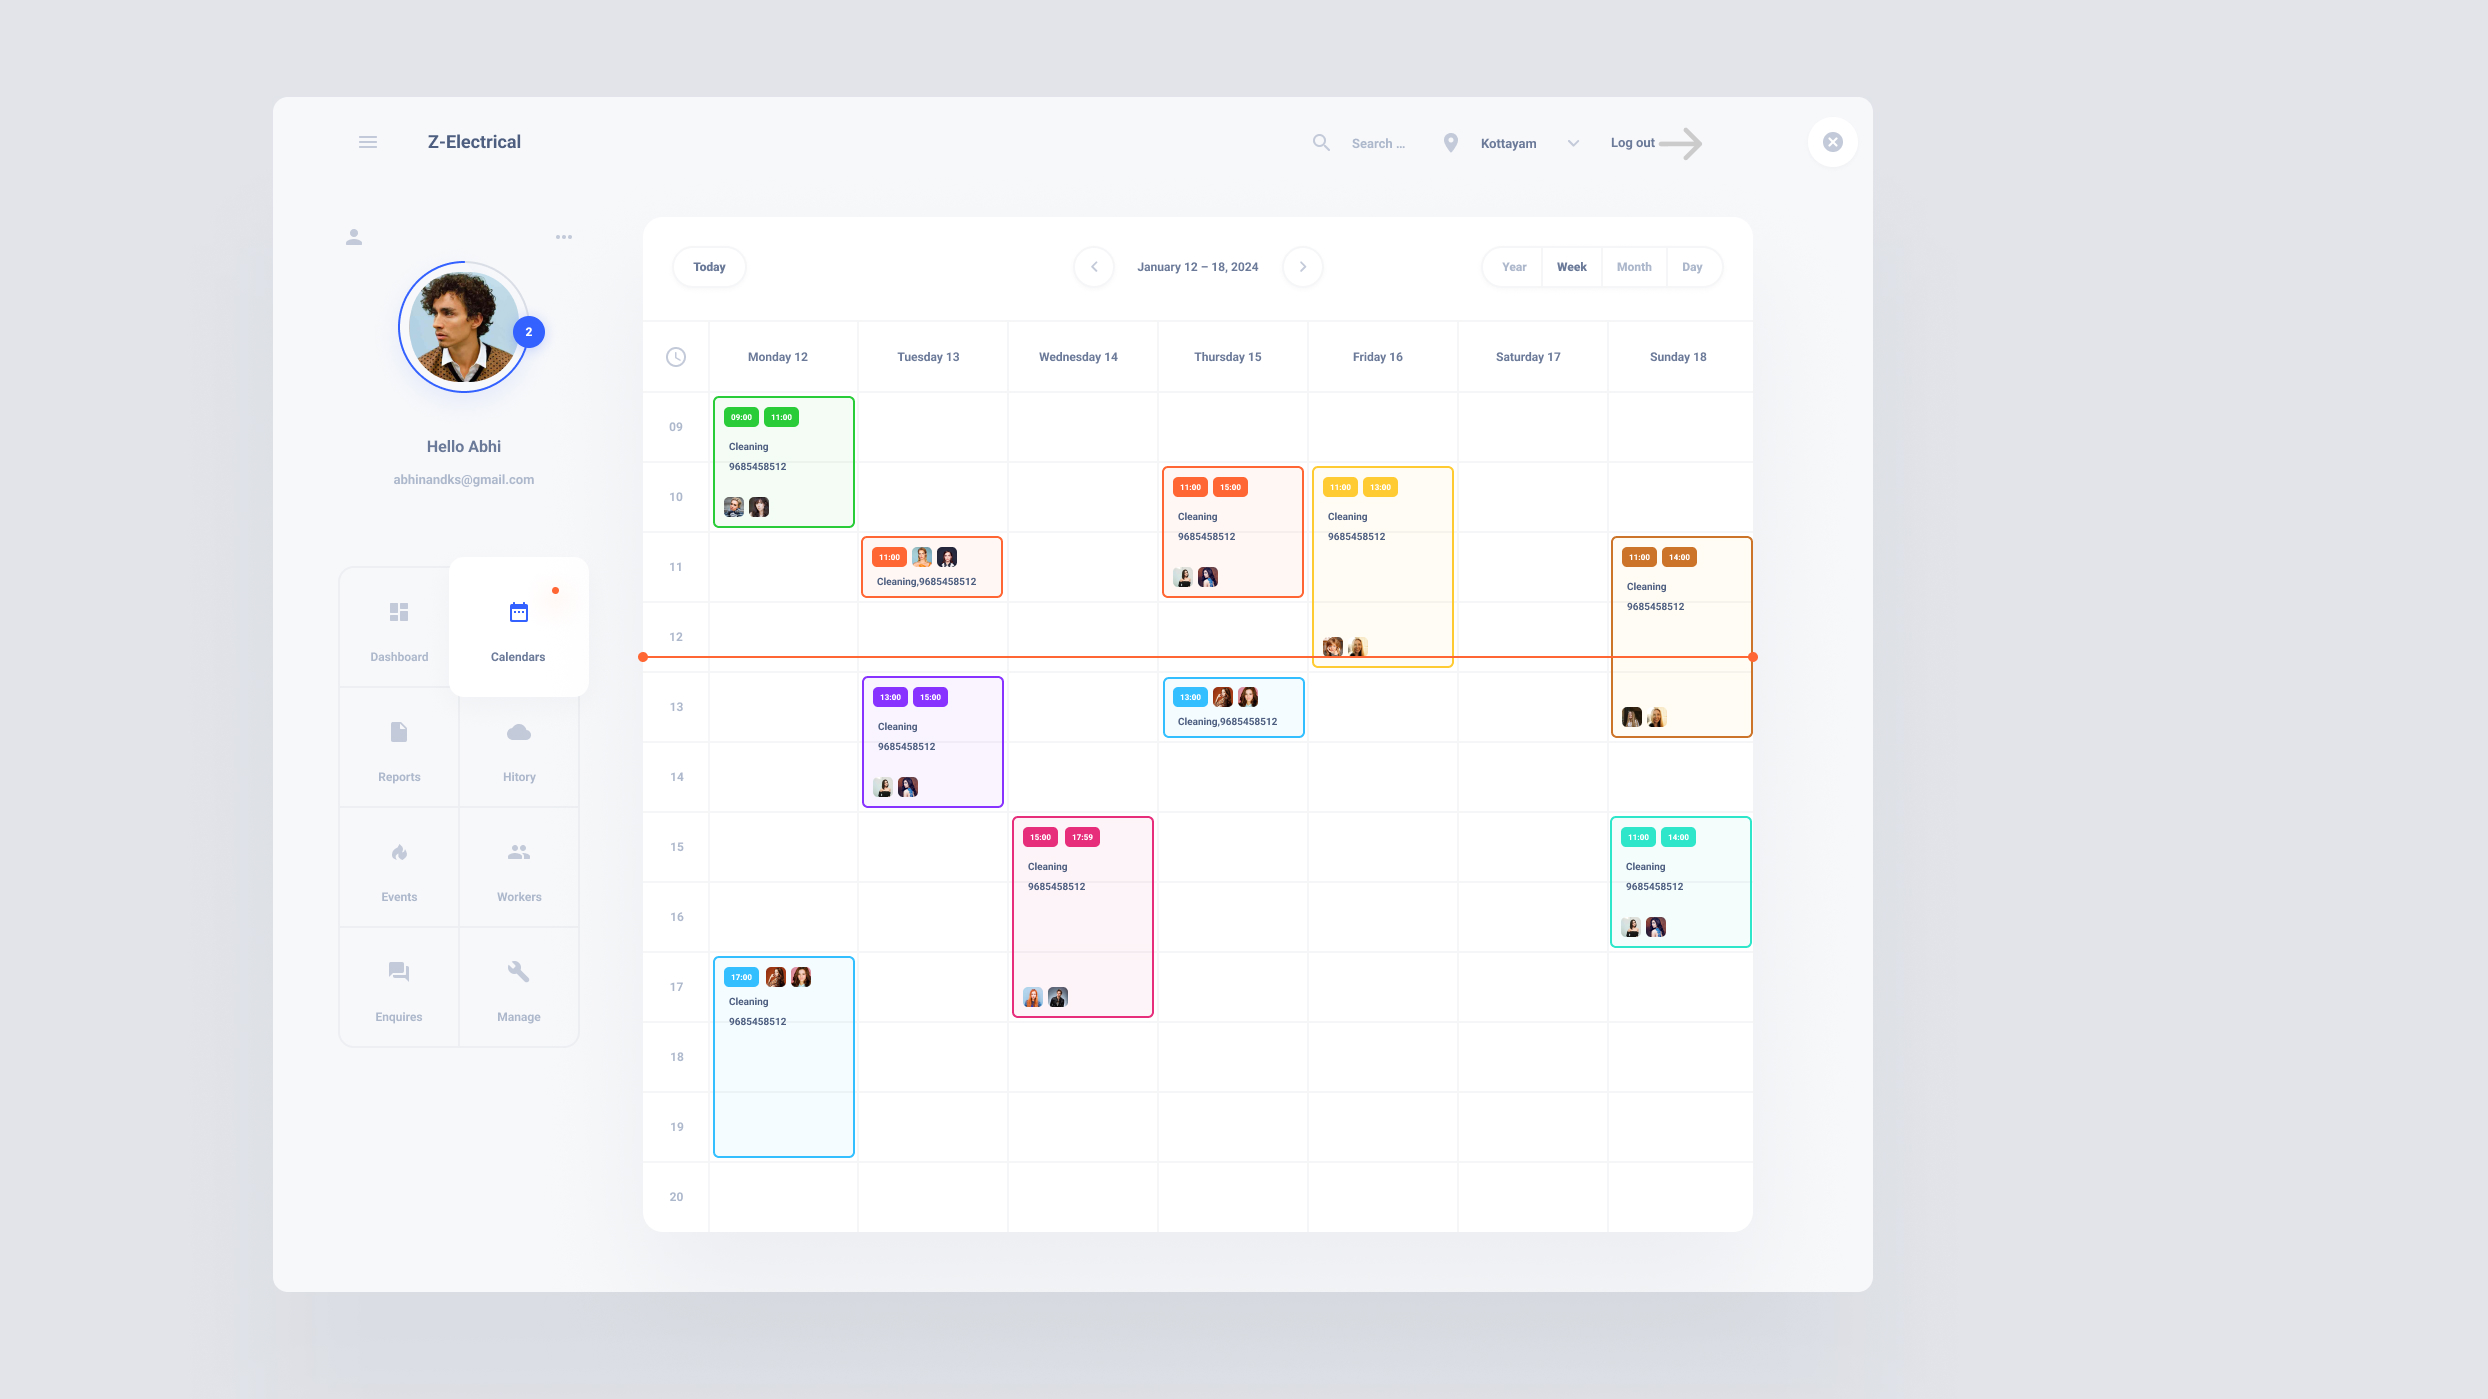 Z-Electrical
Search ...
Kottayam
Log out
2
Hello Abhi
abhinandks@gmail.com
Dashboard
Calendars
Reports
Hitory
Events
Workers
Enquires
Manage
Today
January 12 – 18, 2024
Year
Week
Month
Day
Monday 12
Tuesday 13
Wednesday 14
Thursday 15
Friday 16
Saturday 17
Sunday 18
09
10
11
12
13
14
15
16
17
18
19
20
09:00 11:00
Cleaning
9685458512
17:00
Cleaning
9685458512
11:00
Cleaning,9685458512
13:00 15:00
Cleaning
9685458512
15:00 17:59
Cleaning
9685458512
11:00 15:00
Cleaning
9685458512
13:00
Cleaning,9685458512
11:00 13:00
Cleaning
9685458512
11:00 14:00
Cleaning
9685458512
11:00 14:00
Cleaning
9685458512